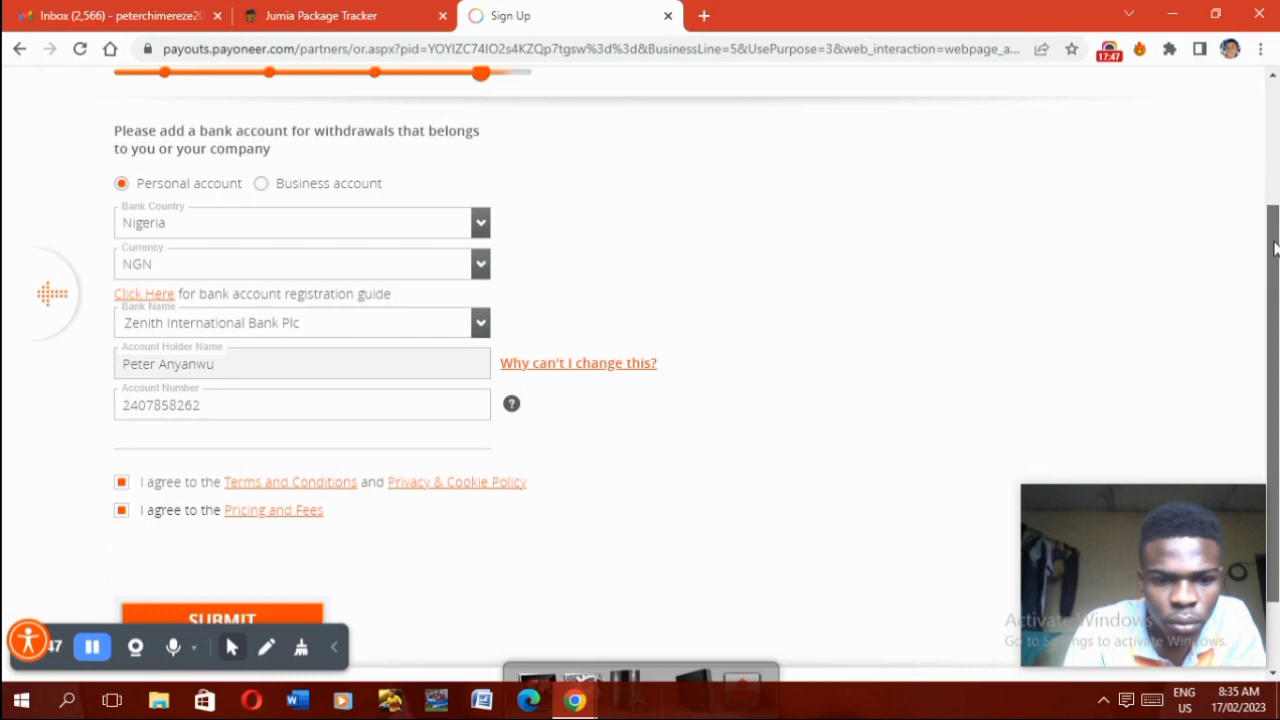 Inbox (2,566) - peterchimereze20
Jumia Package Tracker
Sign Up
payouts.payoneer.com/partners/or.aspx?pid=YOYIZC74IO2s4KZQp7tgsw%3d%3d&BusinessLine=5&UsePurpose=3&web_interaction=webpage_a...
17:47
Please add a bank account for withdrawals that belongs
to you or your company
Personal account Business account
Bank Country
Nigeria
Currency
NGN
Click Here for bank account registration guide
Bank Name
Zenith International Bank Plc
Account Holder Name
Peter Anyanwu
Why can't I change this?
Account Number
2407858262
?
I agree to the Terms and Conditions and Privacy & Cookie Policy
I agree to the Pricing and Fees
SUBMIT
Activate Windows
Go to Settings to activate Windows.
47
ENG
US
8:35 AM
17/02/2023